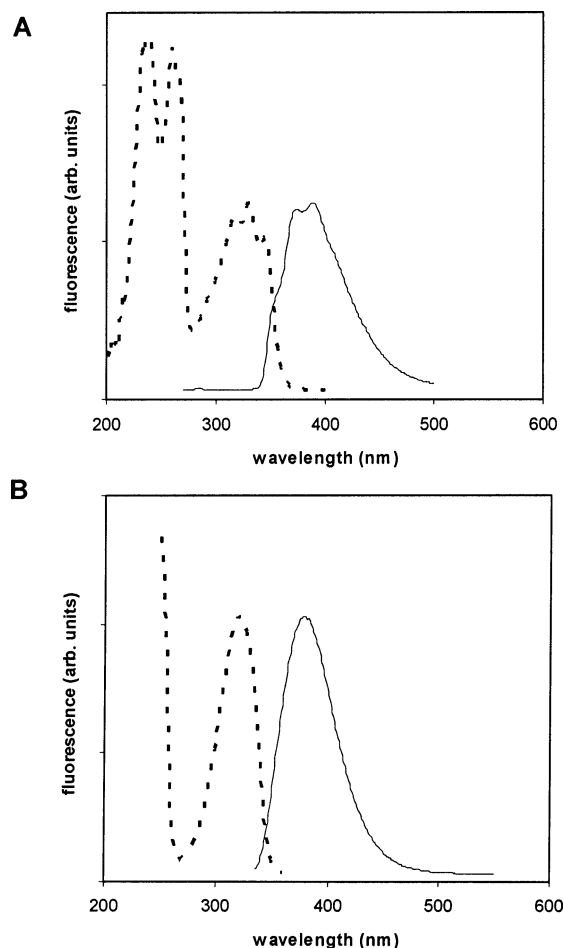 A
fluorescence (arb. units)
200 300 400 500 600
wavelength (nm)
B
fluorescence (arb. units)
200 300 400 500 600
wavelength (nm)